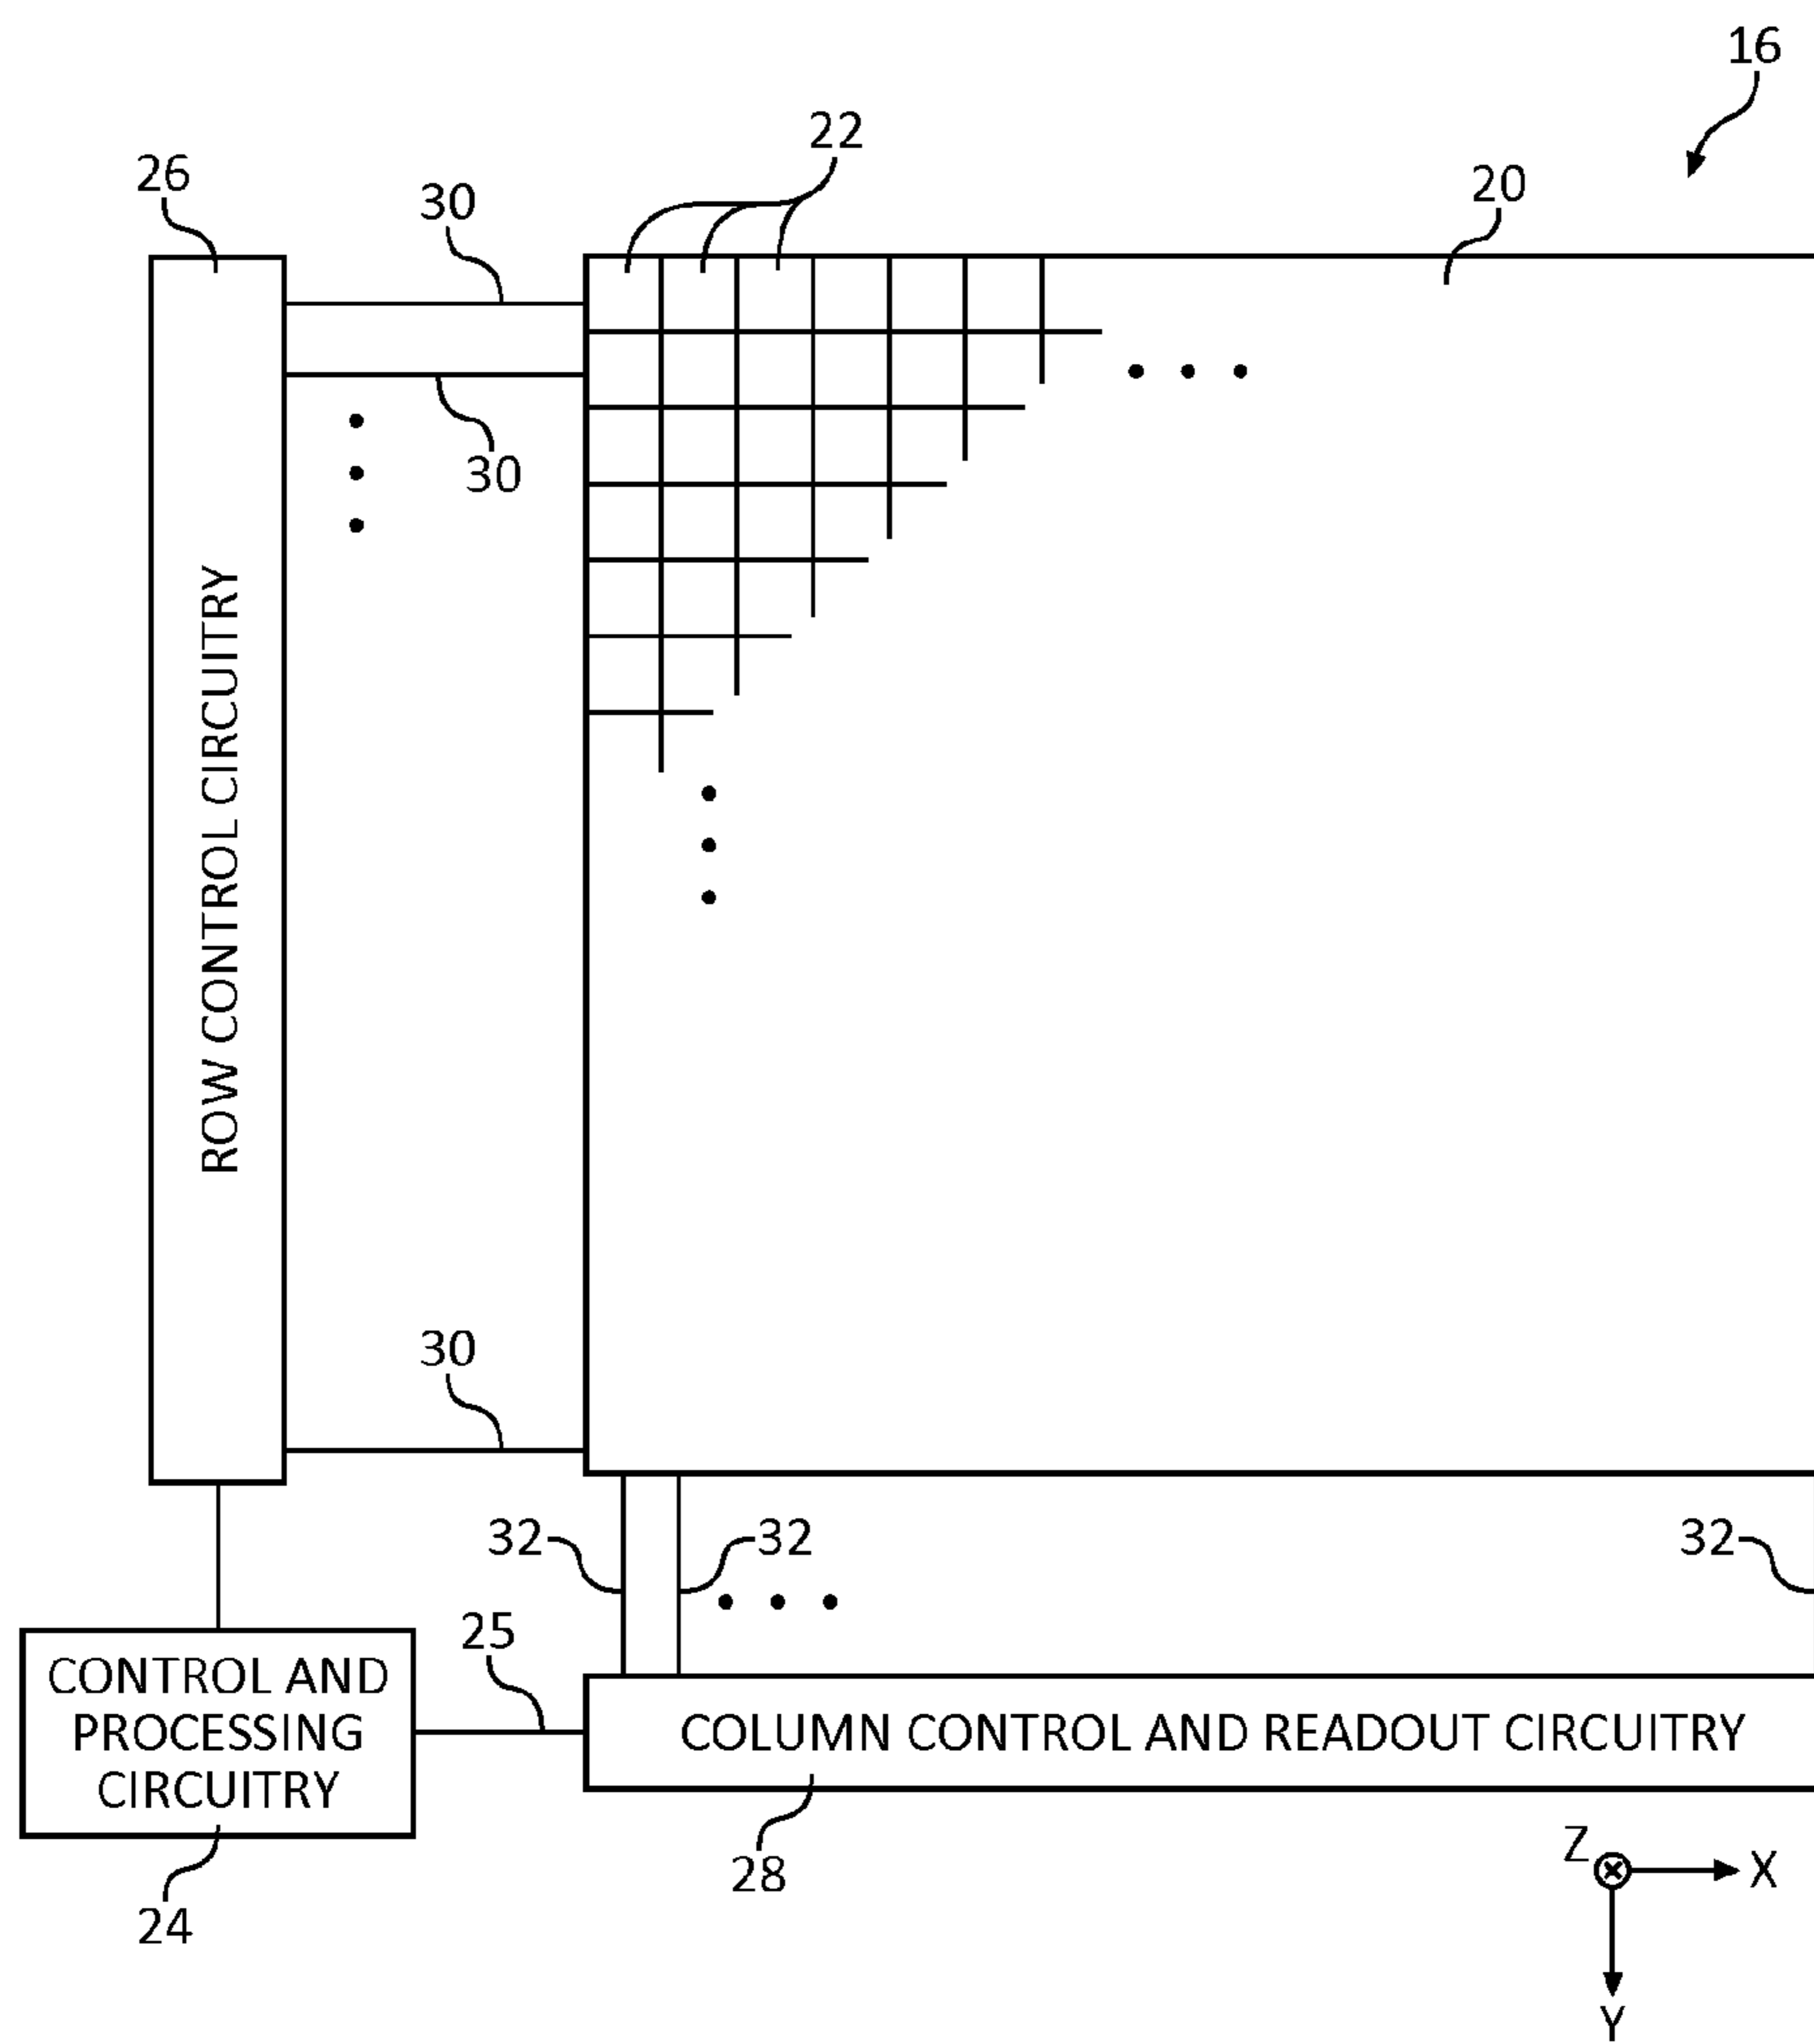 16
22
20
26
30
30
ROW CONTROL CIRCUITRY
30
32
32
32
25
CONTROL AND
PROCESSING
CIRCUITRY
COLUMN CONTROL AND READOUT CIRCUITRY
28
24
Z
X
Y